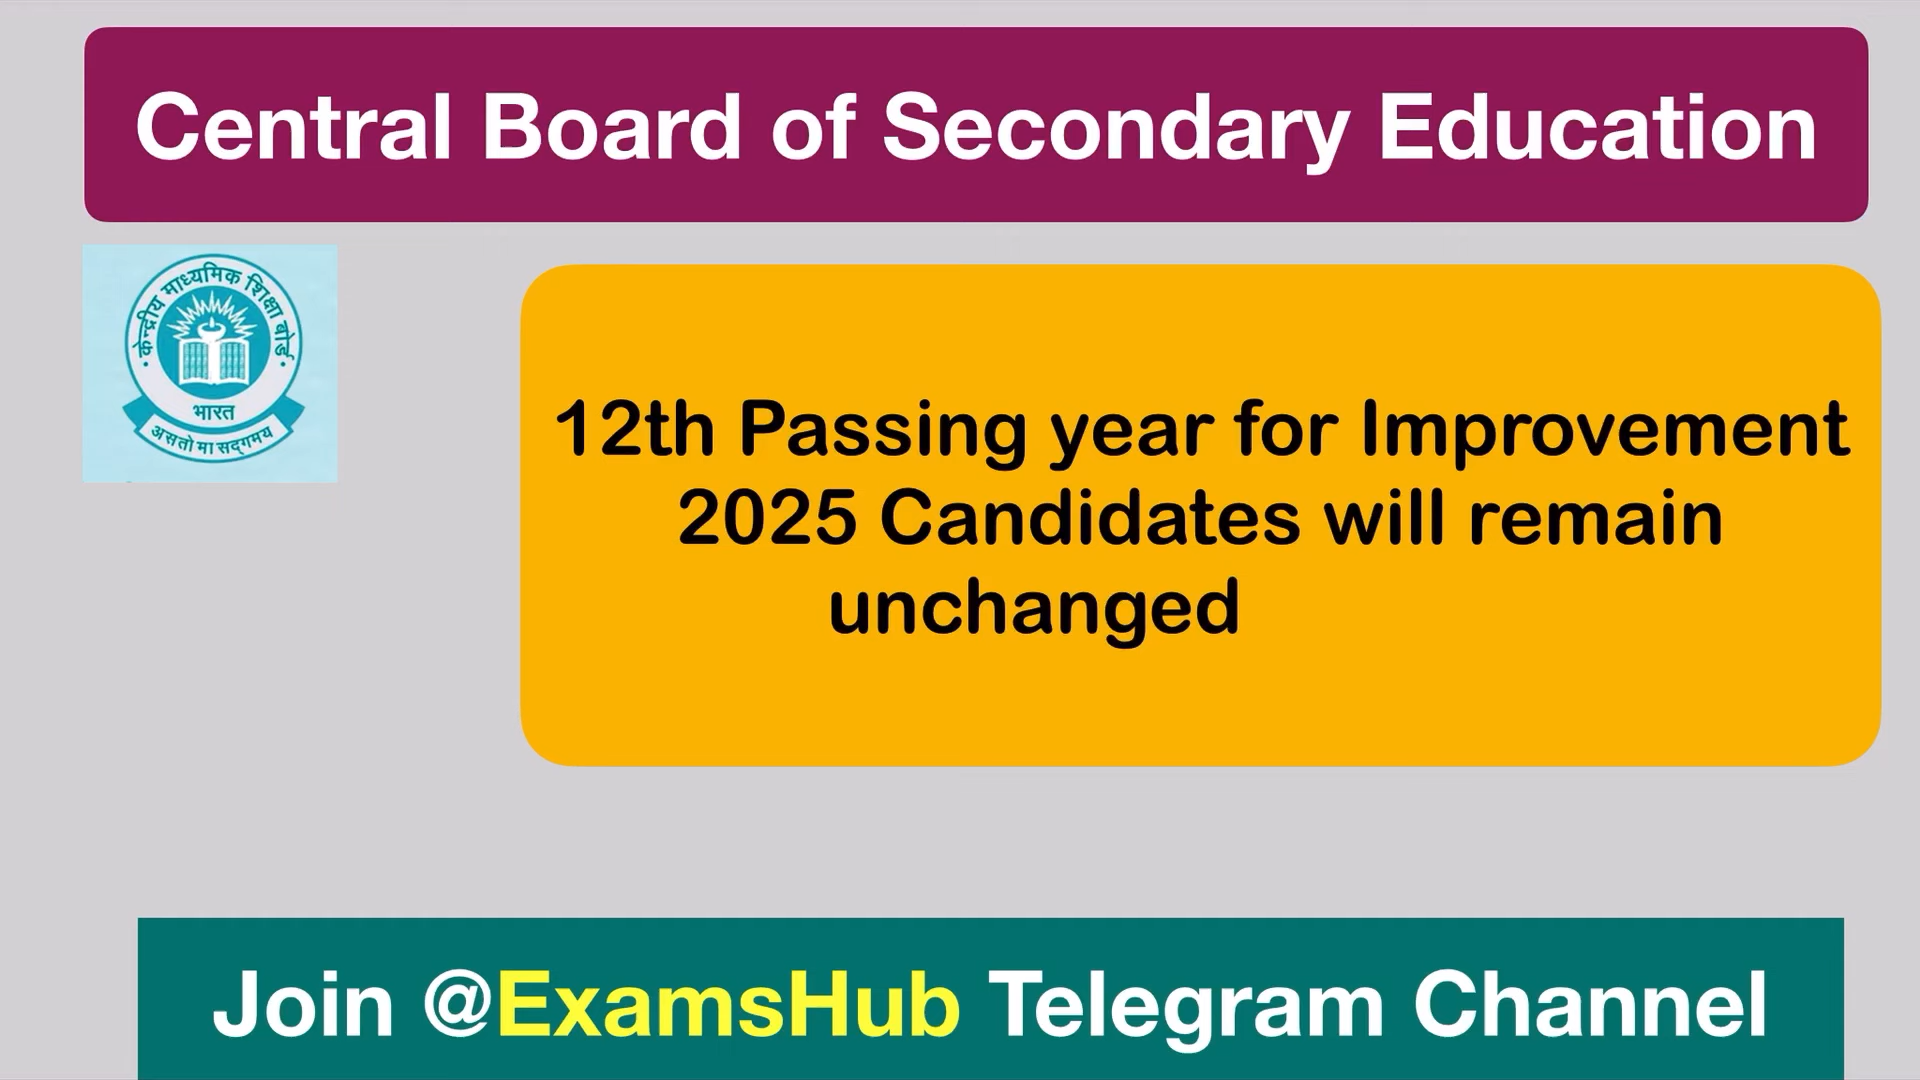 Central Board of Secondary Education
केन्द्रीय माध्यमिक शिक्षा बोर्ड
भारत
असतो मा सद्गमय
12th Passing year for Improvement
2025 Candidates will remain
unchanged
Join @ExamsHub Telegram Channel